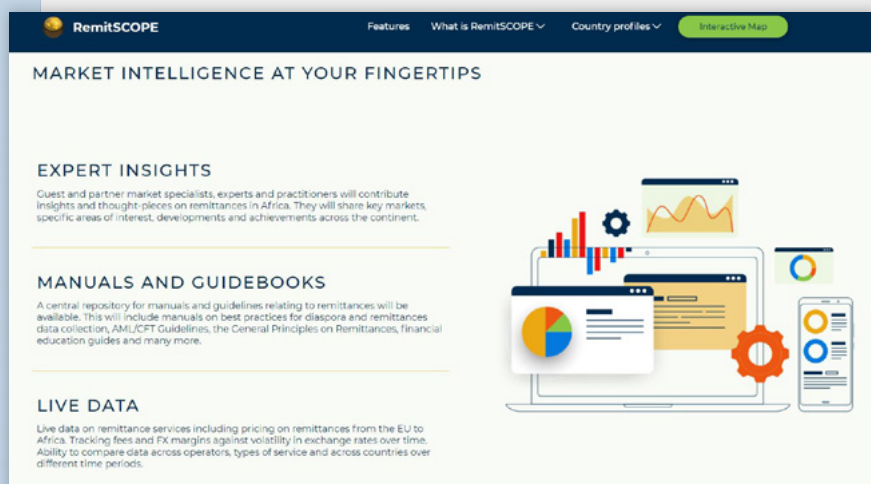 RemitSCOPE
Features What is RemitSCOPE Country profiles Interactive Map
MARKET INTELLIGENCE AT YOUR FINGERTIPS
EXPERT INSIGHTS
Guest and partner market specialists, experts and practitioners will contribute
insights and thought-pieces on remittances in Africa. They will share key markets,
specific areas of interest, developments and achievements across the continent.
MANUALS AND GUIDEBOOKS
A central repository for manuals and guidelines relating to remittances will be
available. This will include manuals on best practices for diaspora and remittances
data collection, AML/CFT Guidelines, the General Principles on Remittances, financial
education guides and many more.
LIVE DATA
Live data on remittance services including pricing on remittances from the EU to
Africa. Tracking fees and FX margins against volatility in exchange rates over time.
Ability to compare data across operators, types of service and across countries over
different time periods.